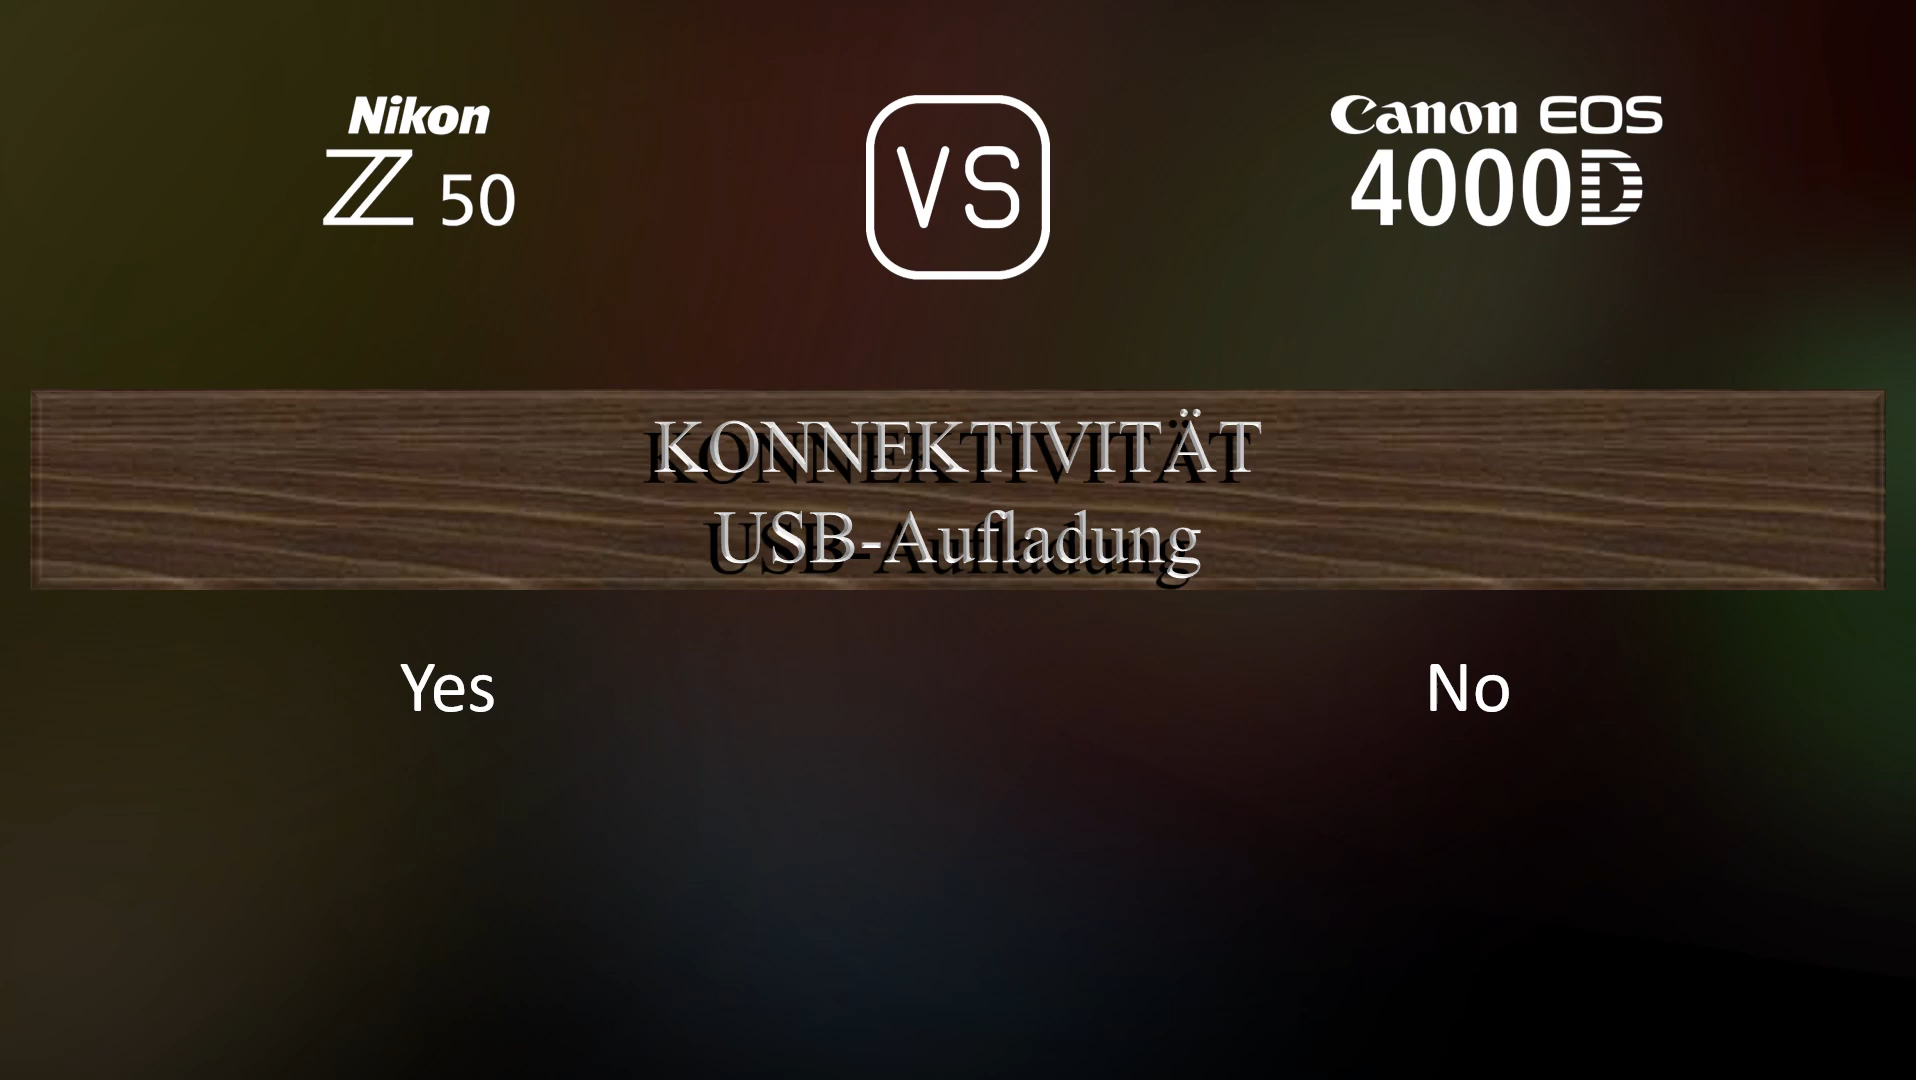 Nikon
Z 50
VS
Canon EOS
4000D
KONNEKTIVITÄT
USB-Aufladung
Yes
No